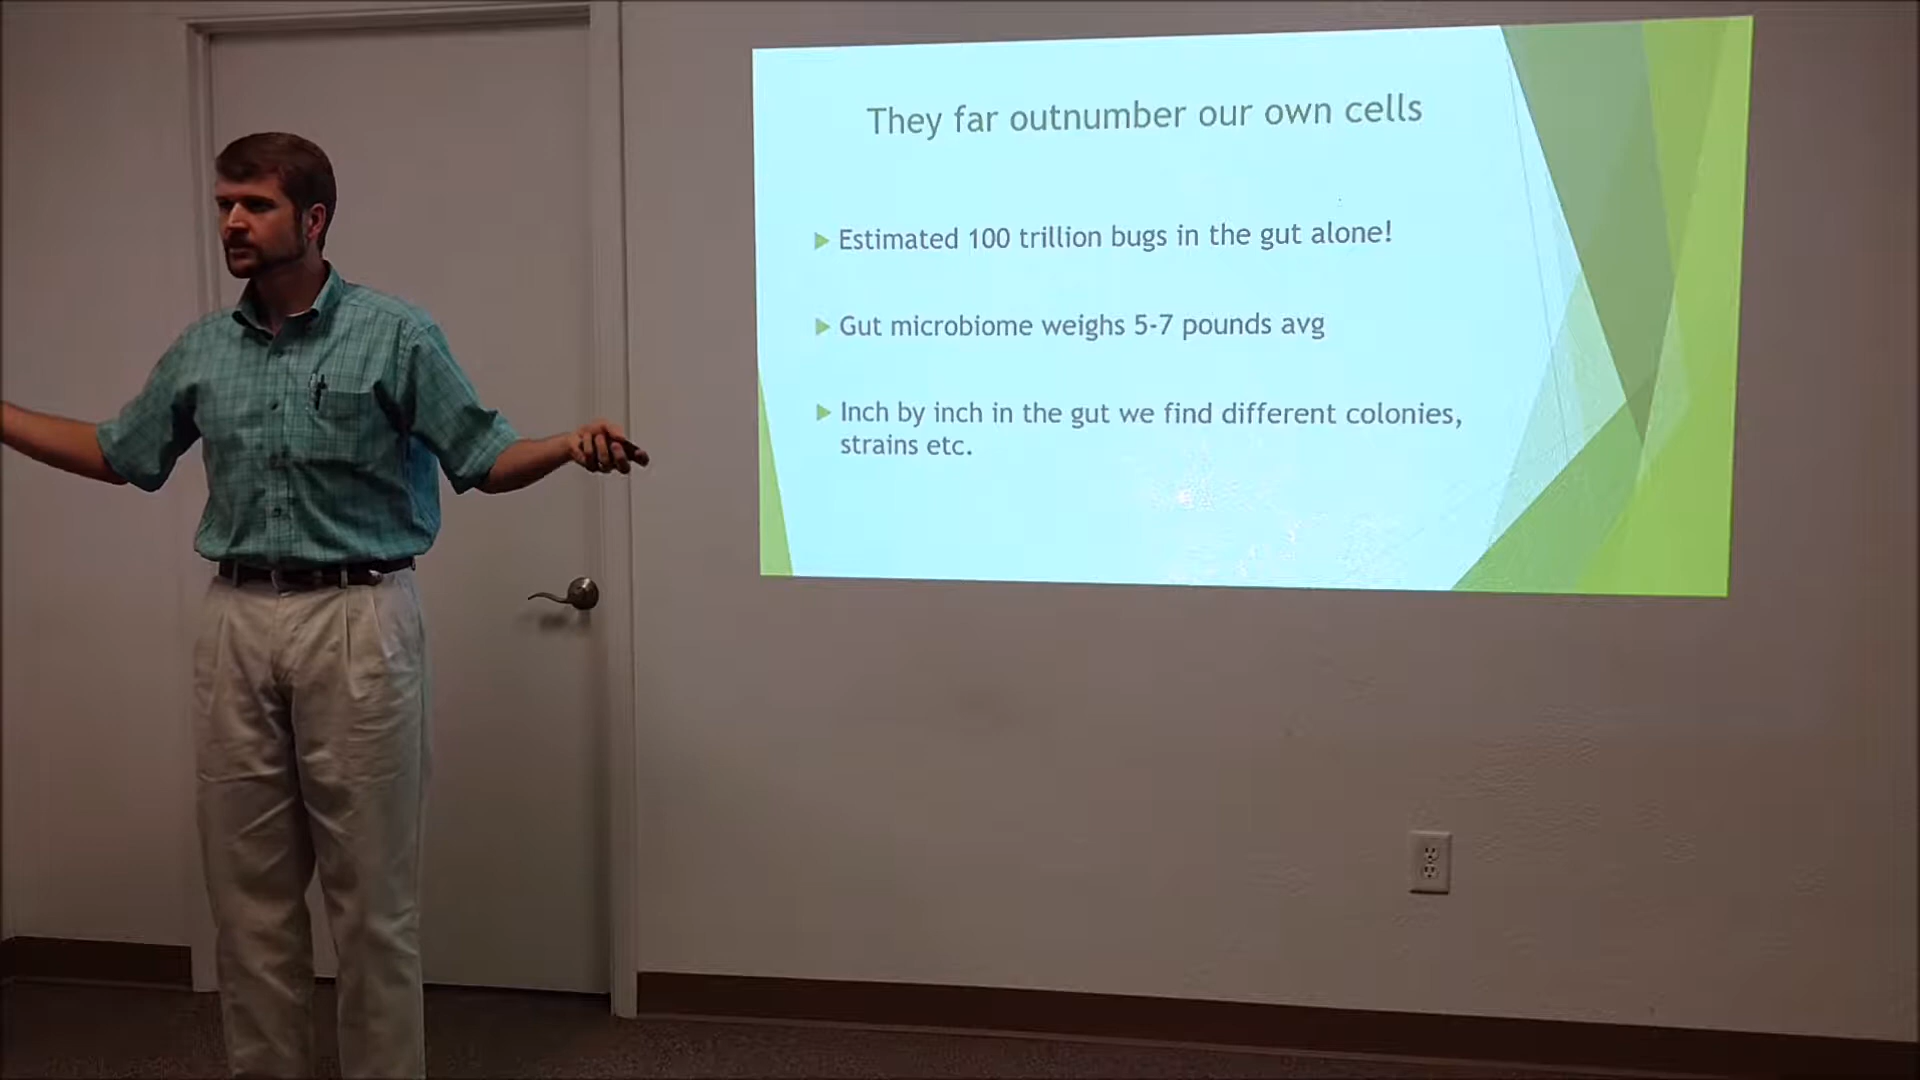 They far outnumber our own cells
Estimated 100 trillion bugs in the gut alone!
Gut microbiome weighs 5-7 pounds avg
Inch by inch in the gut we find different colonies,
strains etc.